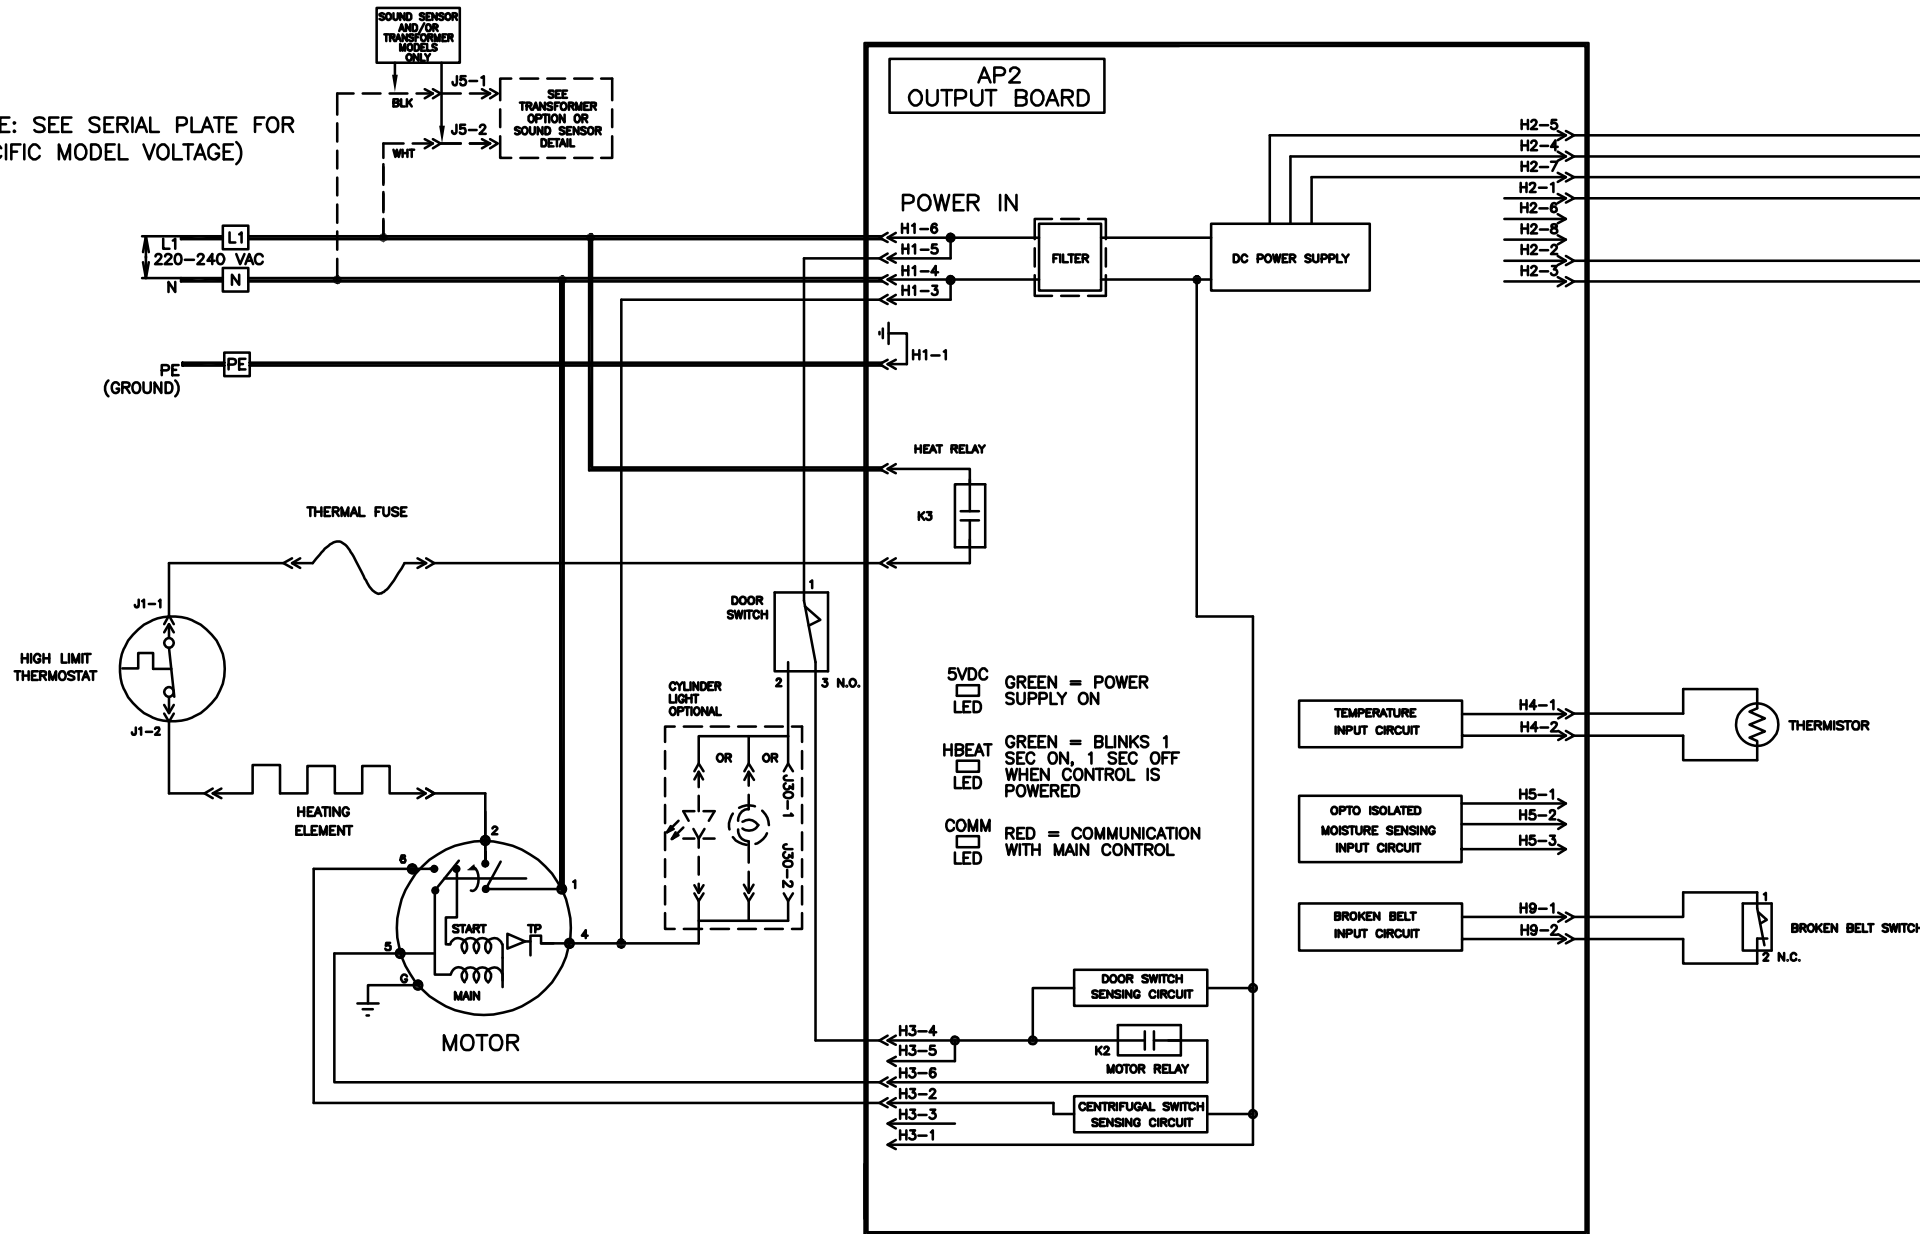 SOUND SENSOR
AND/OR
TRANSFORMER
MODELS
ONLY
J5-1
BLK
J5-2
WHT
SEE
TRANSFORMER
OPTION OR
SOUND SENSOR
DETAIL
E: SEE SERIAL PLATE FOR
CIFIC MODEL VOLTAGE)
AP2
OUTPUT BOARD
H2-5
H2-4
H2-7
H2-1
H2-6
H2-8
H2-2
H2-3
POWER IN
L1
L1
220-240 VAC
N
N
H1-6
H1-5
H1-4
H1-3
FILTER
DC POWER SUPPLY
H1-1
PE
PE
(GROUND)
HEAT RELAY
K3
THERMAL FUSE
J1-1
HIGH LIMIT
THERMOSTAT
J1-2
DOOR
SWITCH
1
2
3 N.O.
CYLINDER
LIGHT
OPTIONAL
OR
OR
J30-1
J30-2
HEATING
ELEMENT
2
6
1
START
TP
4
5
G
MAIN
MOTOR
5VDC
LED
GREEN = POWER
SUPPLY ON
HBEAT
LED
GREEN = BLINKS 1
SEC ON, 1 SEC OFF
WHEN CONTROL IS
POWERED
COMM
LED
RED = COMMUNICATION
WITH MAIN CONTROL
TEMPERATURE
INPUT CIRCUIT
H4-1
H4-2
THERMISTOR
OPTO ISOLATED
MOISTURE SENSING
INPUT CIRCUIT
H5-1
H5-2
H5-3
BROKEN BELT
INPUT CIRCUIT
H9-1
H9-2
1
BROKEN BELT SWITCH
2 N.C.
DOOR SWITCH
SENSING CIRCUIT
H3-4
H3-5
H3-6
H3-2
H3-3
H3-1
K2
MOTOR RELAY
CENTRIFUGAL SWITCH
SENSING CIRCUIT